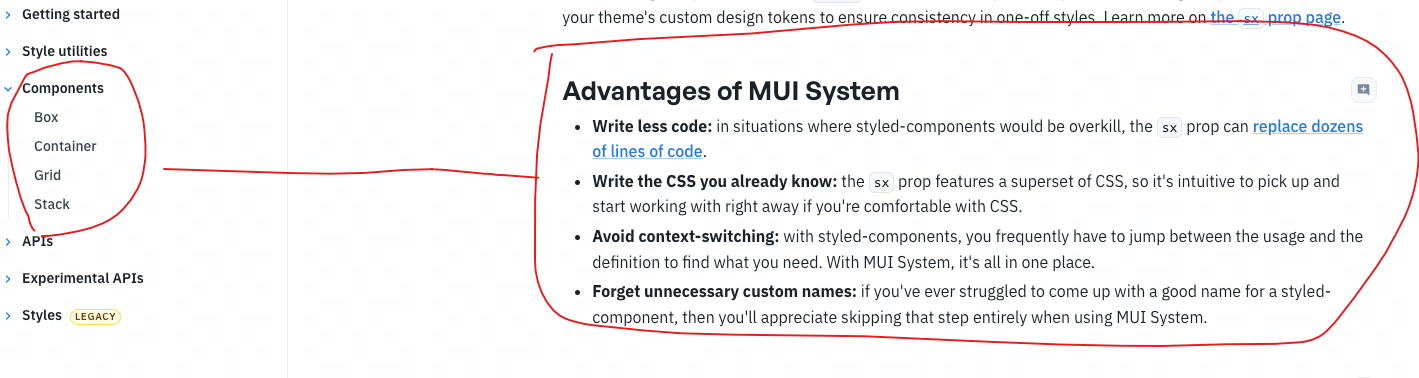 Getting started
Style utilities
Components
Box
Container
Grid
Stack
APIs
Experimental APIs
Styles LEGACY
your theme's custom design tokens to ensure consistency in one-off styles. Learn more on the sx prop page.
Advantages of MUI System
• Write less code: in situations where styled-components would be overkill, the sx prop can replace dozens
of lines of code.
• Write the CSS you already know: the sx prop features a superset of CSS, so it's intuitive to pick up and
start working with right away if you're comfortable with CSS.
• Avoid context-switching: with styled-components, you frequently have to jump between the usage and the
definition to find what you need. With MUI System, it's all in one place.
• Forget unnecessary custom names: if you've ever struggled to come up with a good name for a styled-
component, then you'll appreciate skipping that step entirely when using MUI System.